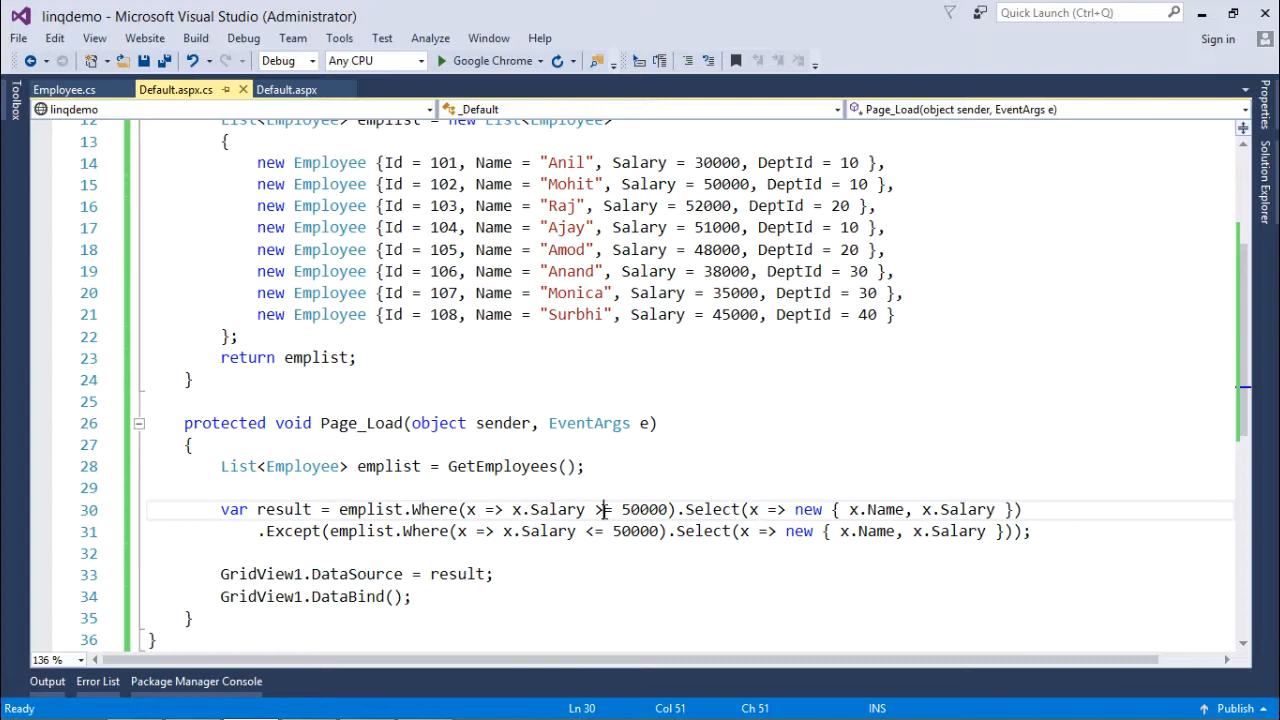 linqdemo - Microsoft Visual Studio (Administrator)
Quick Launch (Ctrl+Q)
File Edit View Website Build Debug Team Tools Test Analyze Window Help
Sign in
Debug Any CPU Google Chrome
Toolbox
Employee.cs Default.aspx.cs Default.aspx
linqdemo _Default Page_Load(object sender, EventArgs e)
Properties
Solution Explorer
12 List<Employee> emplist = new List<Employee>
13 {
14 new Employee {Id = 101, Name = "Anil", Salary = 30000, DeptId = 10 },
15 new Employee {Id = 102, Name = "Mohit", Salary = 50000, DeptId = 10 },
16 new Employee {Id = 103, Name = "Raj", Salary = 52000, DeptId = 20 },
17 new Employee {Id = 104, Name = "Ajay", Salary = 51000, DeptId = 10 },
18 new Employee {Id = 105, Name = "Amod", Salary = 48000, DeptId = 20 },
19 new Employee {Id = 106, Name = "Anand", Salary = 38000, DeptId = 30 },
20 new Employee {Id = 107, Name = "Monica", Salary = 35000, DeptId = 30 },
21 new Employee {Id = 108, Name = "Surbhi", Salary = 45000, DeptId = 40 }
22 };
23 return emplist;
24 }
25
26 protected void Page_Load(object sender, EventArgs e)
27 {
28 List<Employee> emplist = GetEmployees();
29
30 var result = emplist.Where(x => x.Salary >= 50000).Select(x => new { x.Name, x.Salary })
31 .Except(emplist.Where(x => x.Salary <= 50000).Select(x => new { x.Name, x.Salary }));
32
33 GridView1.DataSource = result;
34 GridView1.DataBind();
35 }
36 }
136 %
Output Error List Package Manager Console
Ready Ln 30 Col 51 Ch 51 INS Publish